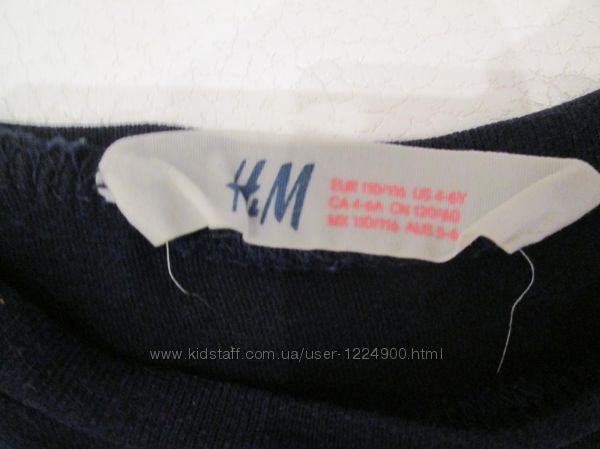 H&M
EUR 110/116 US 4-6Y
CA 4-6A CN 120/60
MX 110/116 AUS 5-6
www.kidstaff.com.ua/user-1224900.html